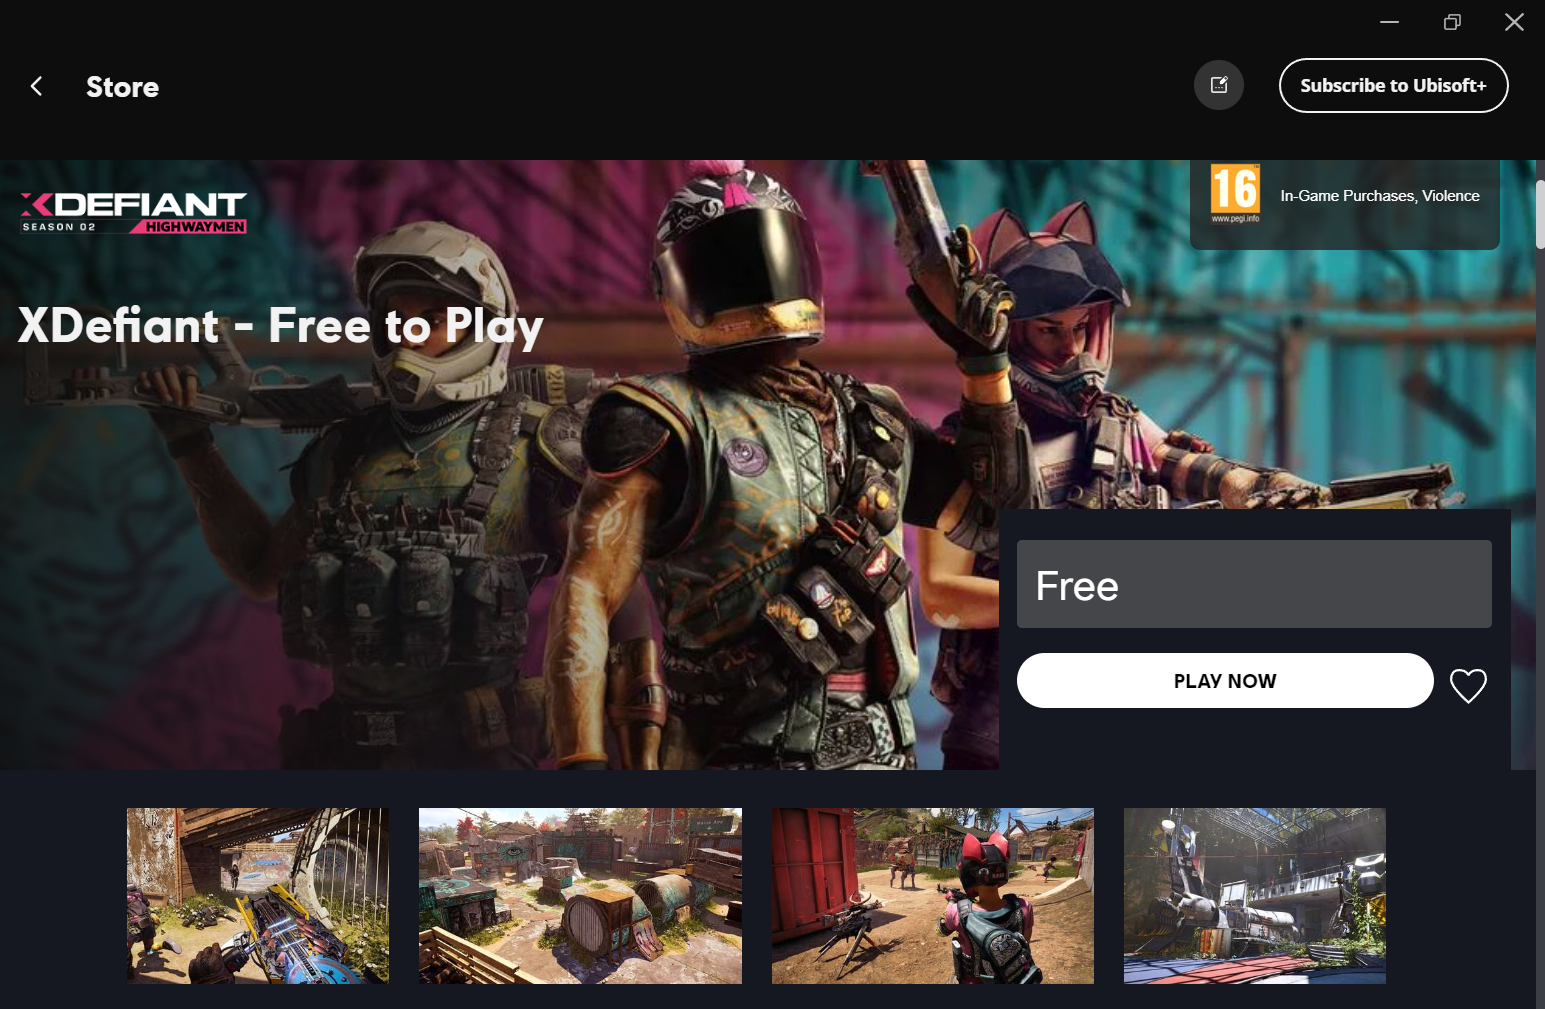 Store
Subscribe to Ubisoft+
XDEFIANT
SEASON 02 HIGHWAYMEN
16
www.pegi.info
In-Game Purchases, Violence
XDefiant - Free to Play
Free
PLAY NOW